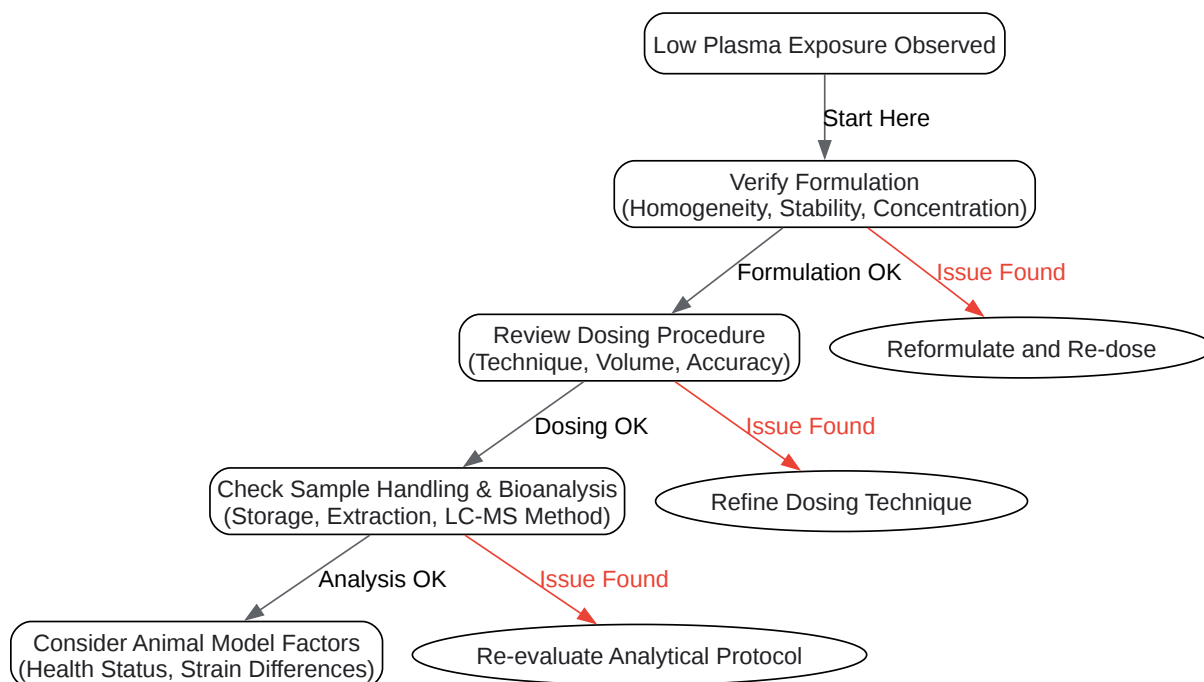 Low Plasma Exposure Observed
Start Here
Verify Formulation
(Homogeneity, Stability, Concentration)
Formulation OK
Issue Found
Review Dosing Procedure
(Technique, Volume, Accuracy)
Reformulate and Re-dose
Dosing OK
Issue Found
Check Sample Handling & Bioanalysis
(Storage, Extraction, LC-MS Method)
Refine Dosing Technique
Analysis OK
Issue Found
Consider Animal Model Factors
(Health Status, Strain Differences)
Re-evaluate Analytical Protocol